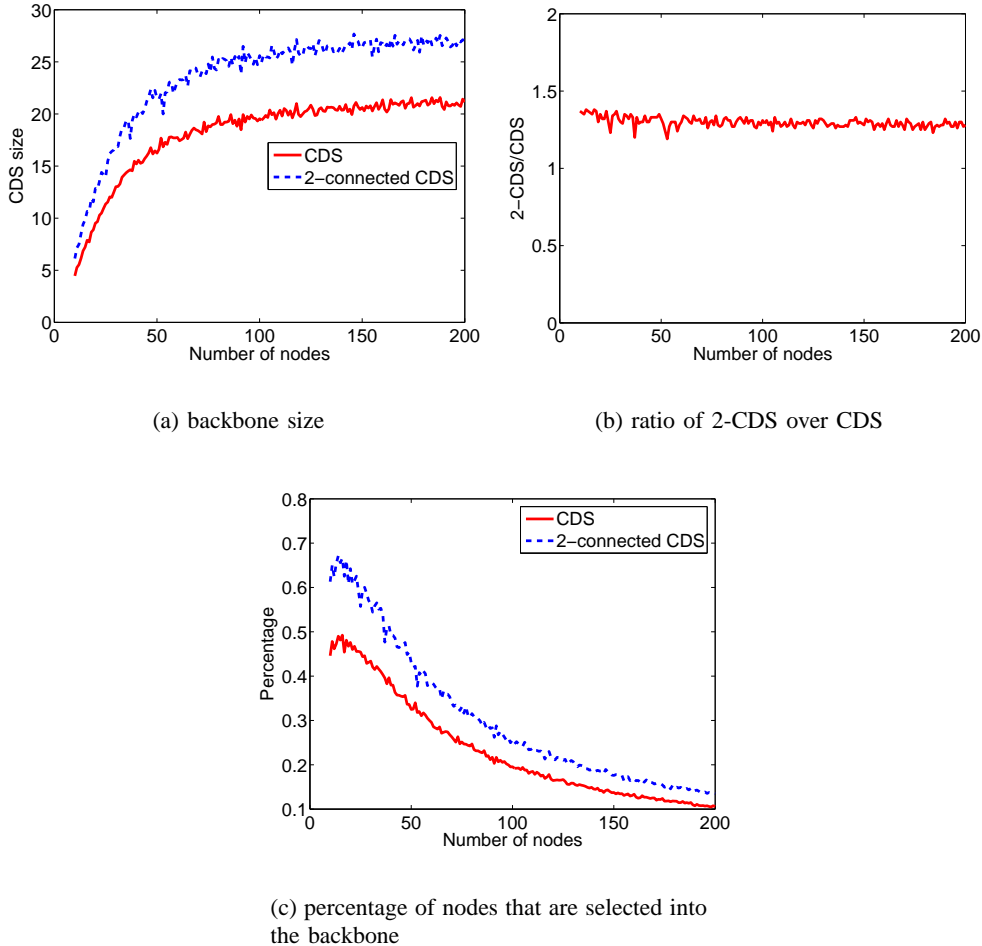 30
25
20
15
10
5
0
0
50
100
150
200
CDS size
Number of nodes
CDS
2−connected CDS
(a) backbone size
2
1.5
1
0.5
0
0
50
100
150
200
2−CDS/CDS
Number of nodes
(b) ratio of 2-CDS over CDS
0.8
0.7
0.6
0.5
0.4
0.3
0.2
0.1
0
50
100
150
200
Percentage
Number of nodes
CDS
2−connected CDS
(c) percentage of nodes that are selected into
the backbone